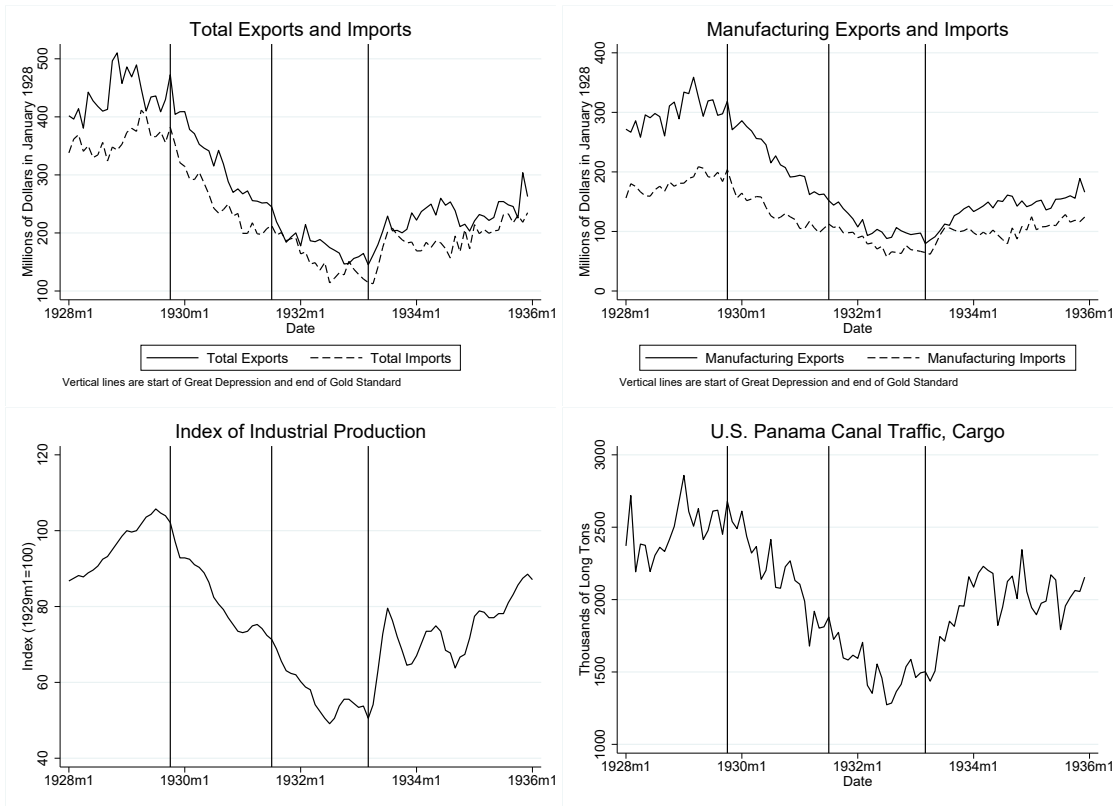 Total Exports and Imports
Millions of Dollars in January 1928
500
400
300
200
100
1928m1 1930m1 1932m1 1934m1 1936m1
Date
Total Exports Total Imports
Vertical lines are start of Great Depression and end of Gold Standard
Manufacturing Exports and Imports
Millions of Dollars in January 1928
400
300
200
100
0
1928m1 1930m1 1932m1 1934m1 1936m1
Date
Manufacturing Exports Manufacturing Imports
Vertical lines are start of Great Depression and end of Gold Standard
Index of Industrial Production
Index (1929m1=100)
120
100
80
60
40
1928m1 1930m1 1932m1 1934m1 1936m1
U.S. Panama Canal Traffic, Cargo
Thousands of Long Tons
3000
2500
2000
1500
1000
1928m1 1930m1 1932m1 1934m1 1936m1
Date